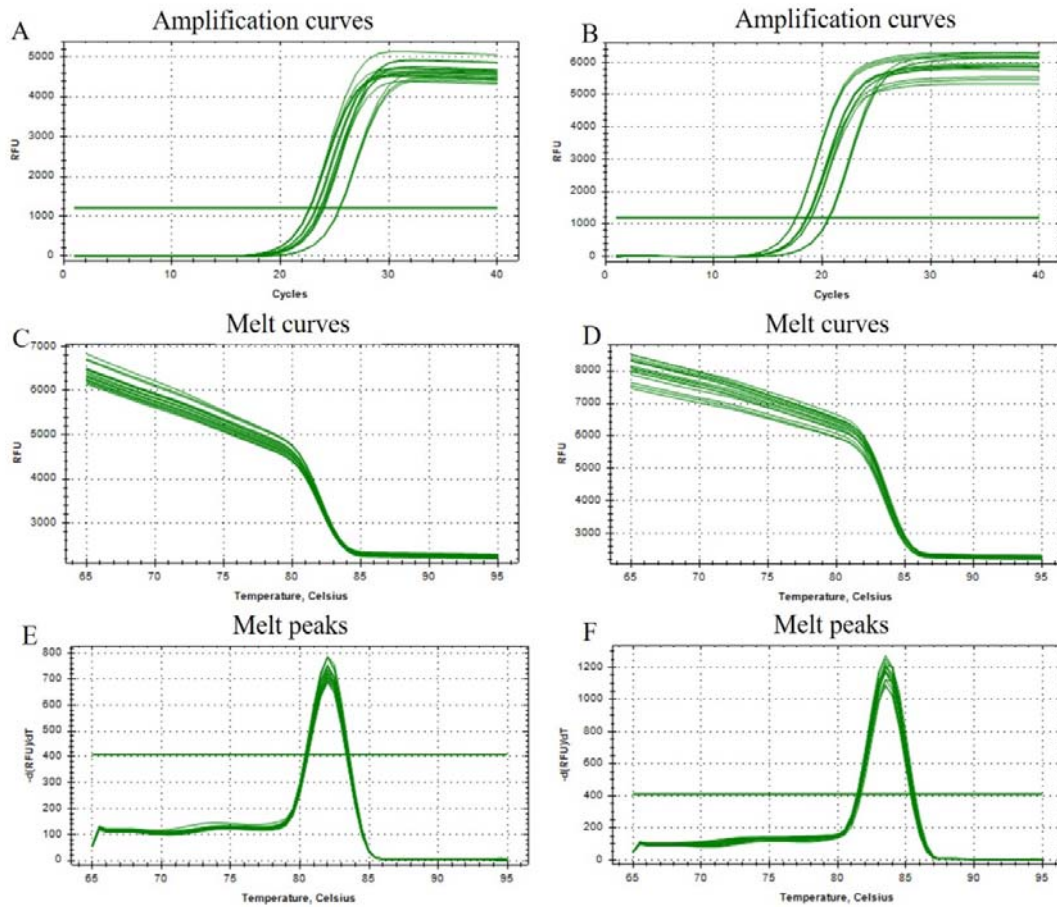 A
Amplification curves
5000
4000
3000
2000
1000
0
RFU
0 10 20 30 40
Cycles
B
Amplification curves
6000
5000
4000
3000
2000
1000
0
RFU
0 10 20 30 40
Cycles
C
Melt curves
7000
6000
5000
4000
3000
RFU
65 70 75 80 85 90 95
Temperature, Celsius
D
Melt curves
8000
7000
6000
5000
4000
3000
RFU
65 70 75 80 85 90 95
Temperature, Celsius
E
Melt peaks
800
700
600
500
400
300
200
100
0
-d(RFU)/dT
65 70 75 80 85 90 95
Temperature, Celsius
F
Melt peaks
1200
1000
800
600
400
200
0
-d(RFU)/dT
65 70 75 80 85 90 95
Temperature, Celsius